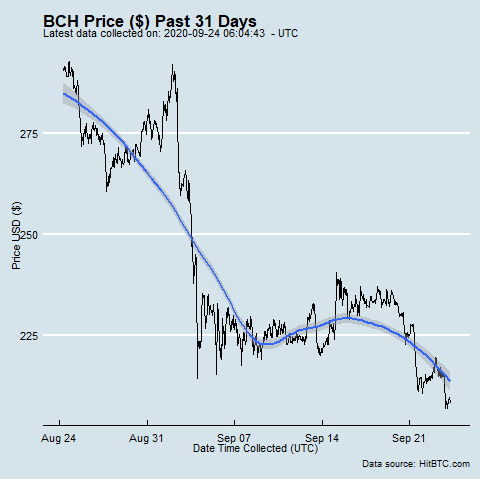 BCH Price ($) Past 31 Days
Latest data collected on: 2020-09-24 06:04:43 - UTC
275
250
225
Price USD ($)
Aug 24 Aug 31 Sep 07 Sep 14 Sep 21
Date Time Collected (UTC)
Data source: HitBTC.com